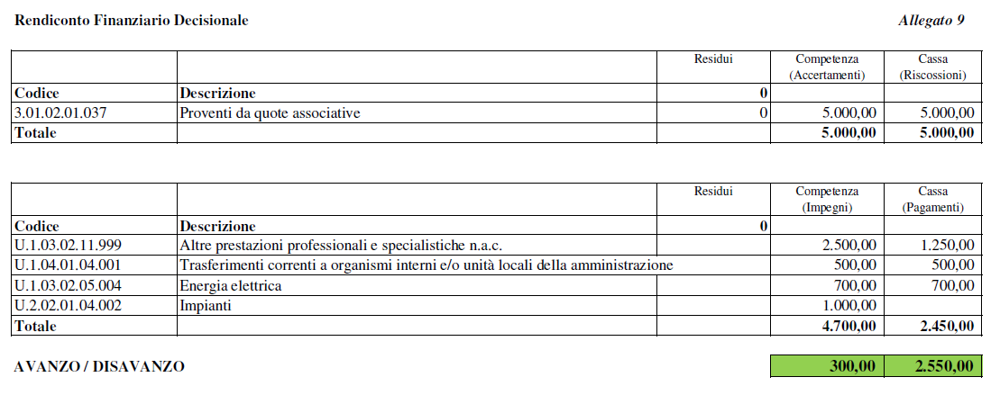 Rendiconto Finanziario Decisionale Allegato 9
Residui Competenza (Accertamenti) Cassa (Riscossioni)
Codice Descrizione 0
3.01.02.01.037 Proventi da quote associative 0 5.000,00 5.000,00
Totale 5.000,00 5.000,00
Residui Competenza (Impegni) Cassa (Pagamenti)
Codice Descrizione 0
U.1.03.02.11.999 Altre prestazioni professionali e specialistiche n.a.c. 2.500,00 1.250,00
U.1.04.01.04.001 Trasferimenti correnti a organismi interni e/o unità locali della amministrazione 500,00 500,00
U.1.03.02.05.004 Energia elettrica 700,00 700,00
U.2.02.01.04.002 Impianti 1.000,00
Totale 4.700,00 2.450,00
AVANZO / DISAVANZO 300,00 2.550,00